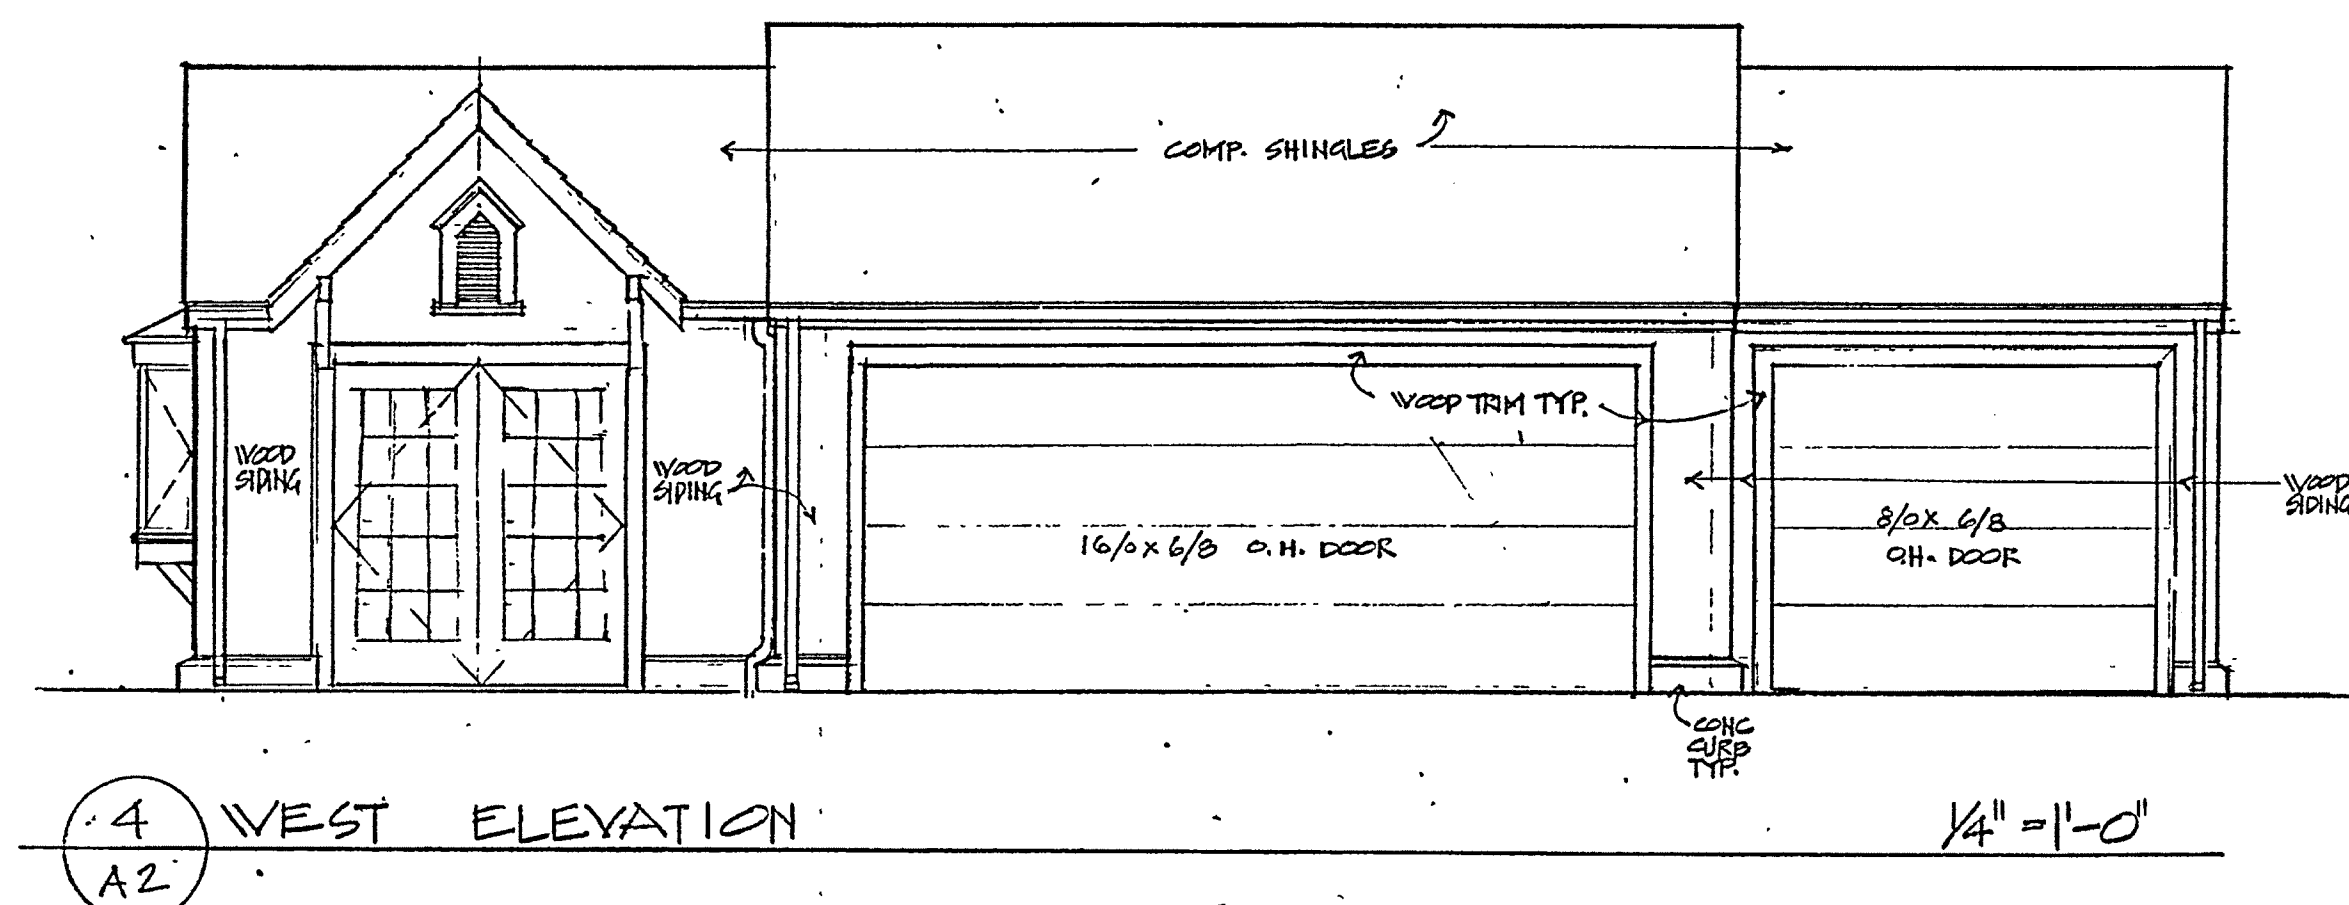 COMP. SHINGLES
WOOD TRIM TYP.
WOOD
SIDING
WOOD
SIDING
WOOD
SIDING
16/0 x 6/8 O.H. DOOR
8/0 x 6/8
O.H. DOOR
CONC
CURB
TYP.
4
A2
WEST ELEVATION
1/4" = 1'-0"